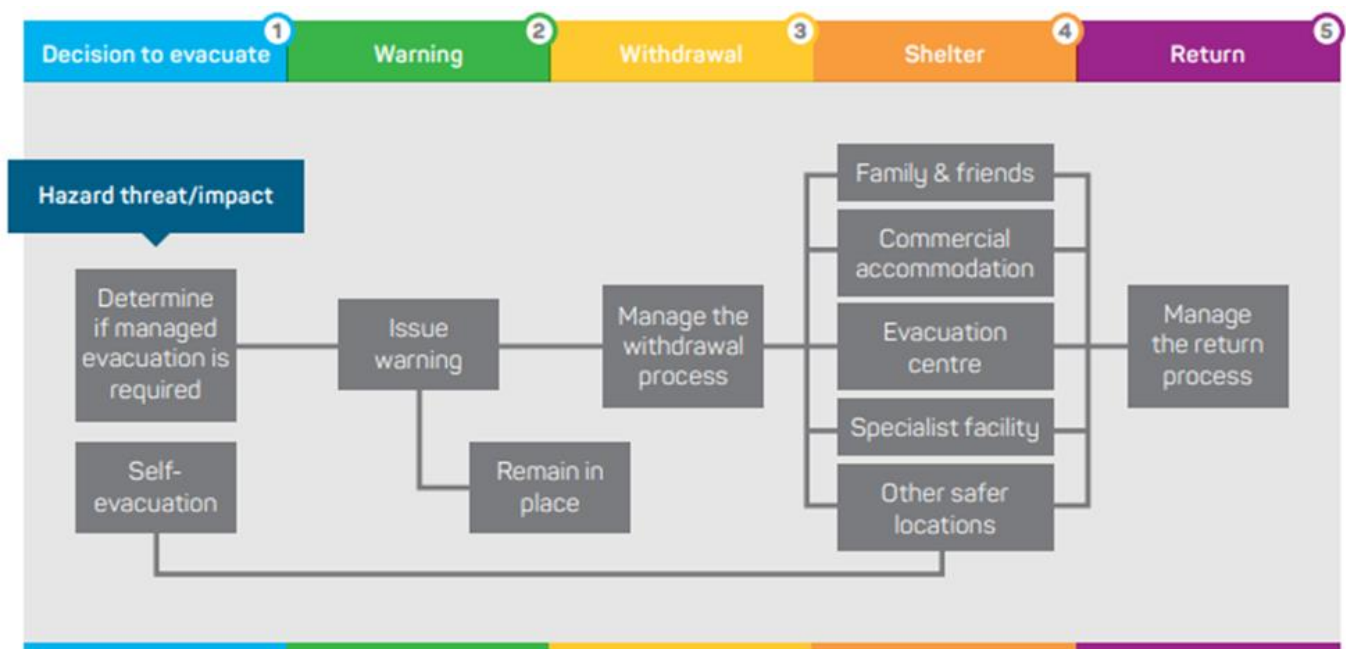 1
2
3
4
5
Decision to evacuate
Warning
Withdrawal
Shelter
Return
Hazard threat/impact
Determine
if managed
evacuation is
required
Self-
evacuation
Issue
warning
Remain in
place
Manage the
withdrawal
process
Family & friends
Commercial
accommodation
Evacuation
centre
Specialist facility
Other safer
locations
Manage
the return
process